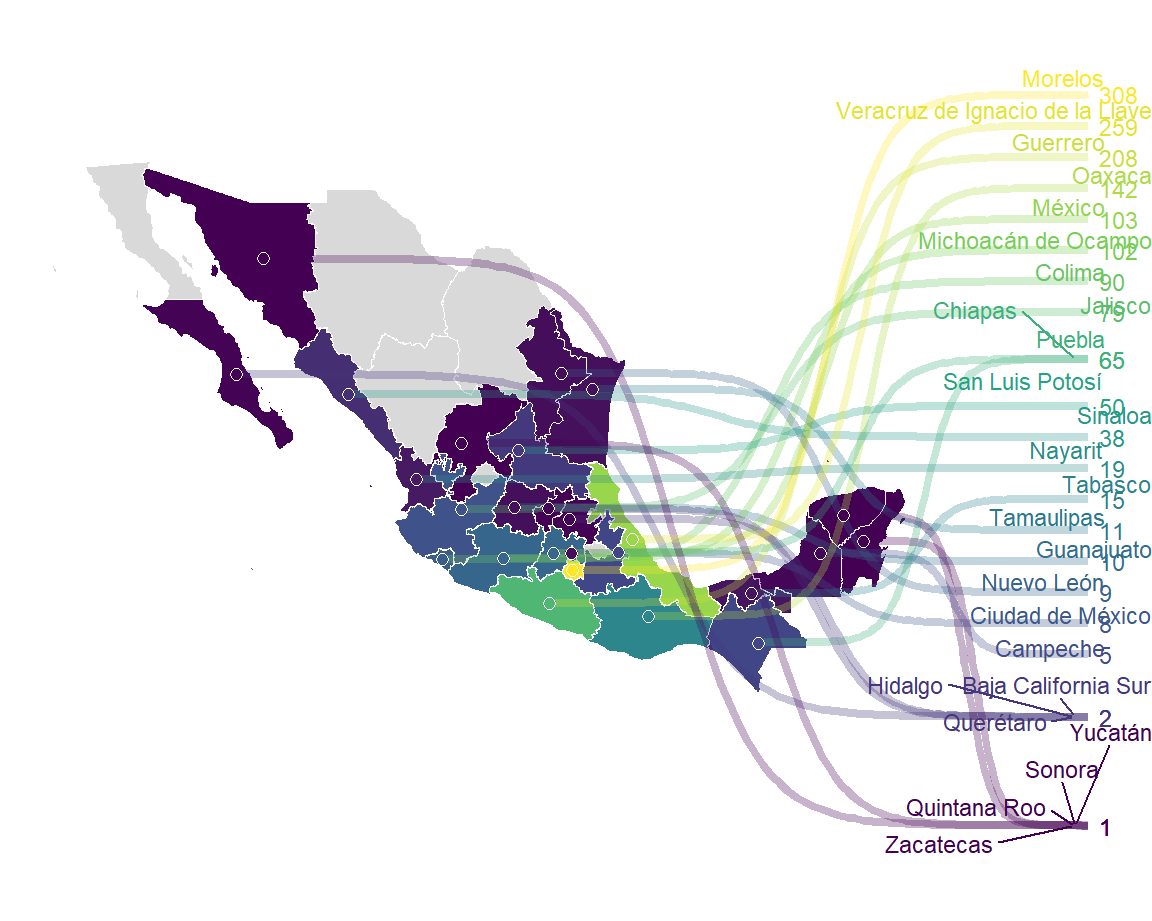 Morelos
308
Veracruz de Ignacio de la Llave
259
Guerrero
208
Oaxaca
142
México
103
Michoacán de Ocampo
102
Colima
90
Jalisco
79
Chiapas
Puebla
65
San Luis Potosí
50
Sinaloa
38
Nayarit
19
Tabasco
15
Tamaulipas
11
Guanajuato
10
Nuevo León
9
Ciudad de México
8
Campeche
5
Hidalgo
Baja California Sur
Querétaro
2
Yucatán
Sonora
Quintana Roo
1
Zacatecas